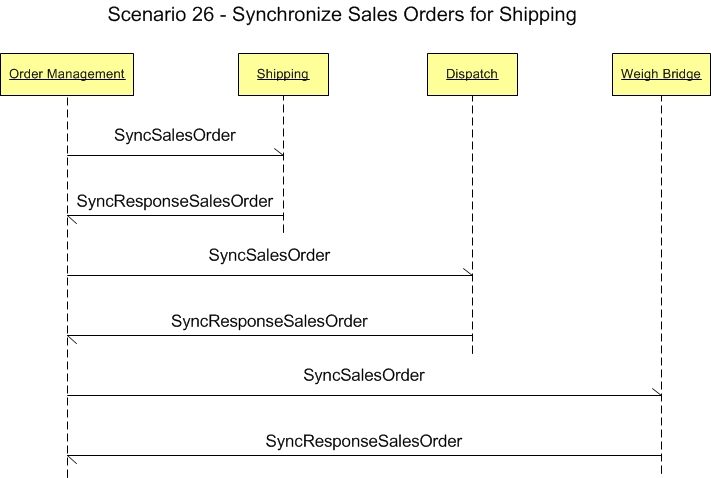 Scenario 26 - Synchronize Sales Orders for Shipping
Order Management
Shipping
Dispatch
Weigh Bridge
SyncSalesOrder
SyncResponseSalesOrder
SyncSalesOrder
SyncResponseSalesOrder
SyncSalesOrder
SyncResponseSalesOrder